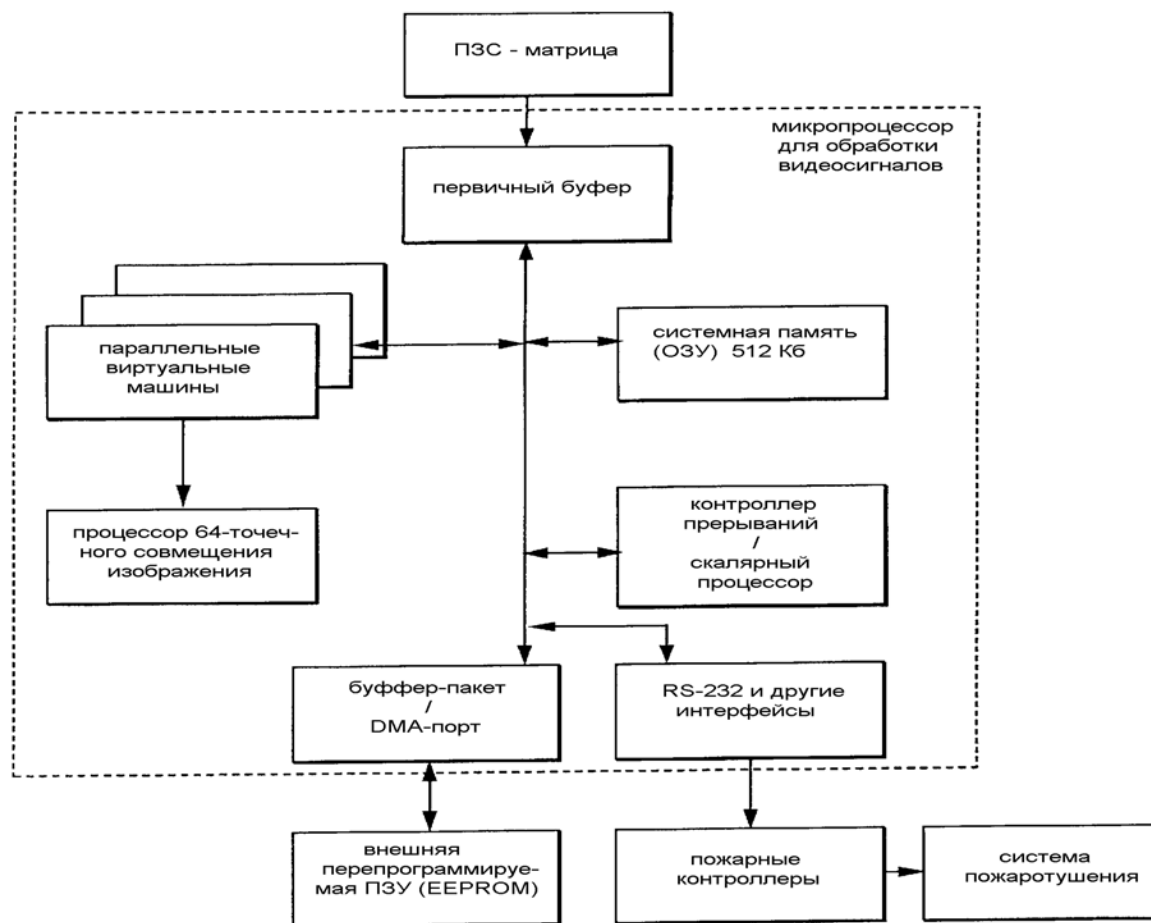 ПЗС - матрица
микропроцессор
для обработки
видеосигналов
первичный буфер
параллельные
виртуальные
машины
системная память
(ОЗУ) 512 Кб
процессор 64-точеч-
ного совмещения
изображения
контроллер
прерываний
/
скалярный
процессор
буффер-пакет
/
DMA-порт
RS-232 и другие
интерфейсы
внешняя
перепрограммируе-
мая ПЗУ (EEPROM)
пожарные
контроллеры
система
пожаротушения